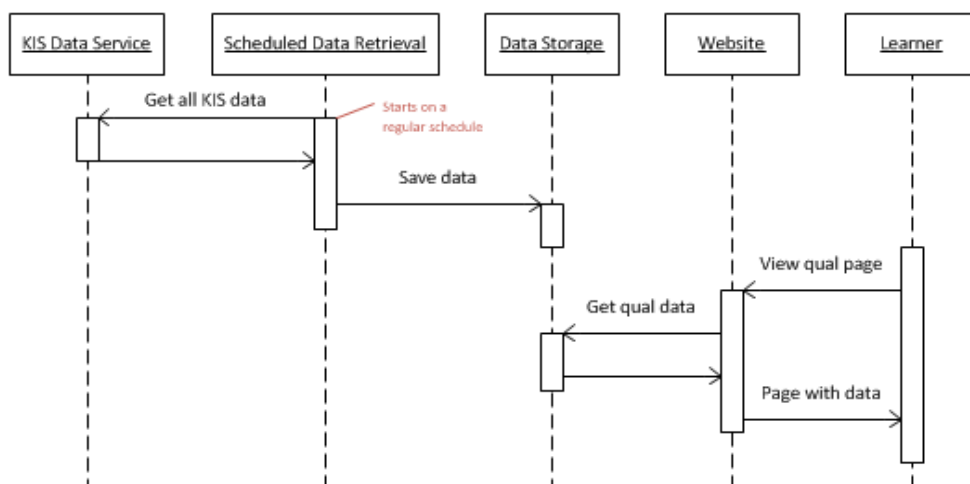 KIS Data Service
Scheduled Data Retrieval
Data Storage
Website
Learner
Get all KIS data
Starts on a
regular schedule
Save data
View qual page
Get qual data
Page with data